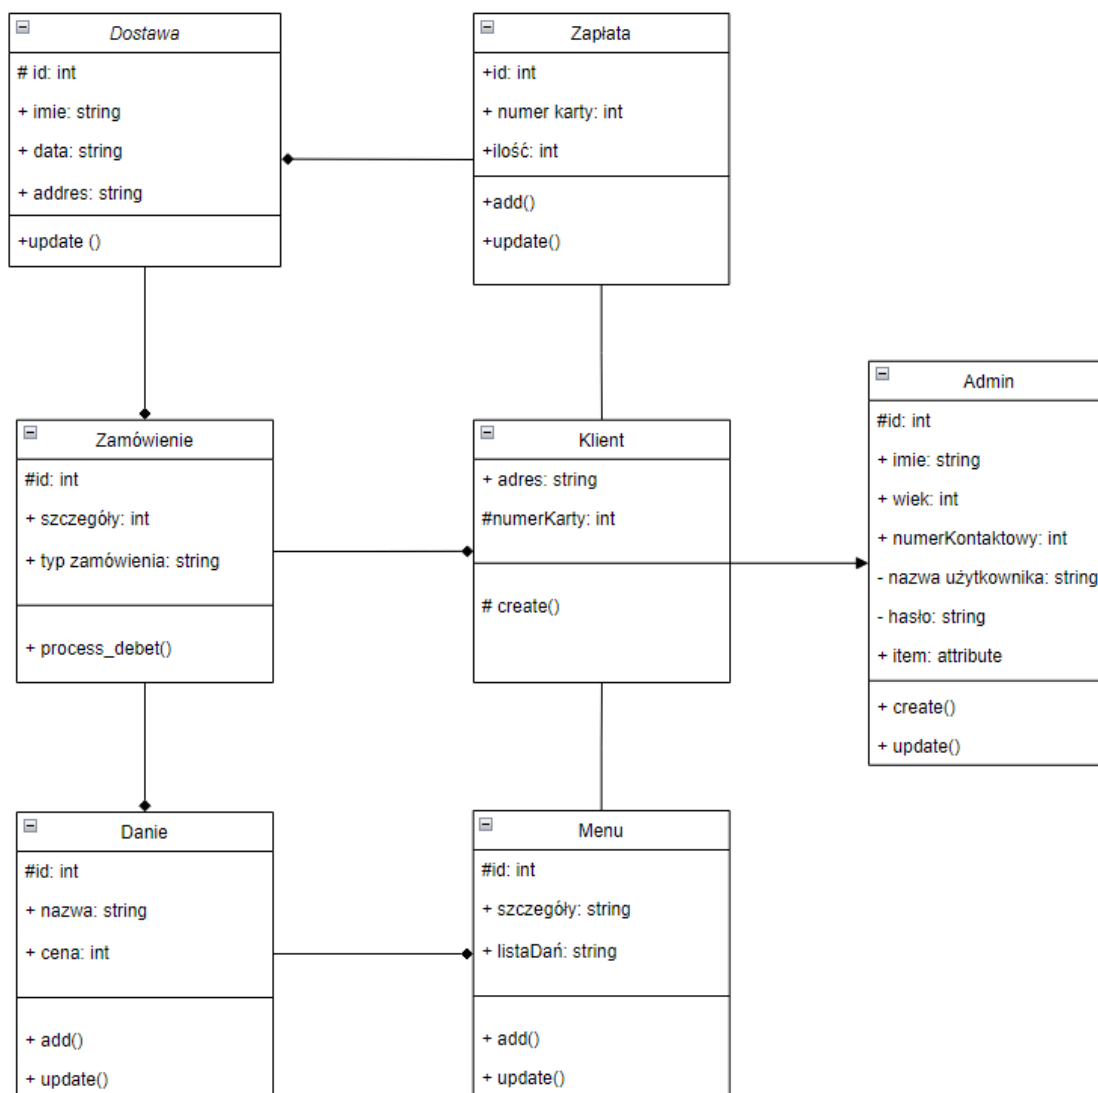 Dostawa
# id: int
+ imie: string
+ data: string
+ addres: string
+update ()
Zapłata
+id: int
+ numer karty: int
+ilość: int
+add()
+update()
Zamówienie
#id: int
+ szczegóły: int
+ typ zamówienia: string
+ process_debet()
Klient
+ adres: string
#numerKarty: int
# create()
Admin
#id: int
+ imie: string
+ wiek: int
+ numerKontaktowy: int
- nazwa użytkownika: string
- hasło: string
+ item: attribute
+ create()
+ update()
Danie
#id: int
+ nazwa: string
+ cena: int
+ add()
+ update()
Menu
#id: int
+ szczegóły: string
+ listaDań: string
+ add()
+ update()